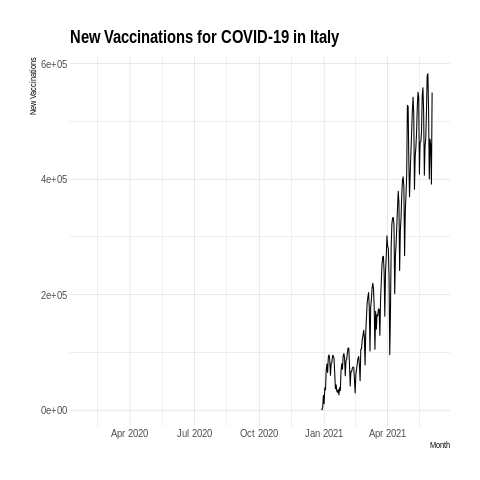 New Vaccinations for COVID-19 in Italy
New Vaccinations
6e+05
4e+05
2e+05
0e+00
Apr 2020 Jul 2020 Oct 2020 Jan 2021 Apr 2021
Month